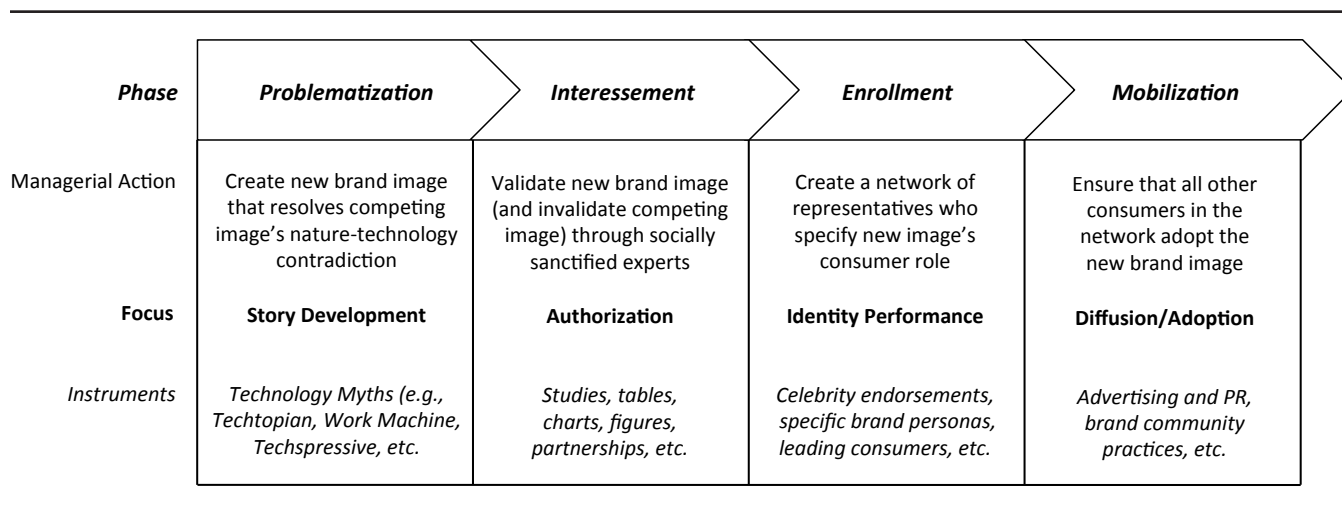 Phase
Problematization
Interessement
Enrollment
Mobilization
Managerial Action
Create new brand image
that resolves competing
image's nature-technology
contradiction
Validate new brand image
(and invalidate competing
image) through socially
sanctified experts
Create a network of
representatives who
specify new image's
consumer role
Ensure that all other
consumers in the
network adopt the
new brand image
Focus
Story Development
Authorization
Identity Performance
Diffusion/Adoption
Instruments
Technology Myths (e.g.,
Techtopian, Work Machine,
Techspressive, etc.
Studies, tables,
charts, figures,
partnerships, etc.
Celebrity endorsements,
specific brand personas,
leading consumers, etc.
Advertising and PR,
brand community
practices, etc.